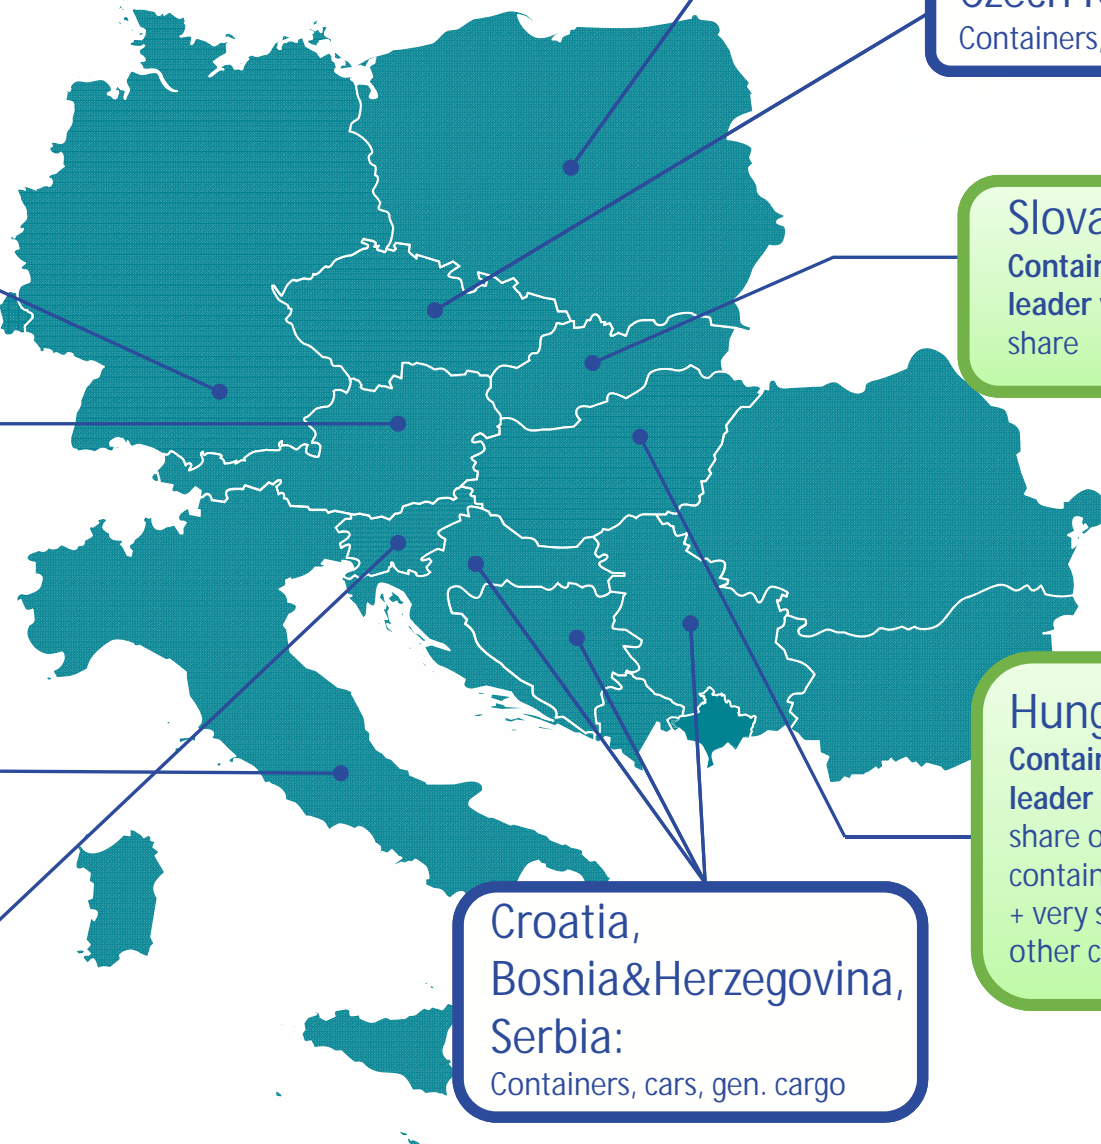 Containers,
Slova
Contain
leader
share
Hung
Contain
leader
share o
contain
+ very s
other c
Croatia,
Bosnia&Herzegovina,
Serbia:
Containers, cars, gen. cargo